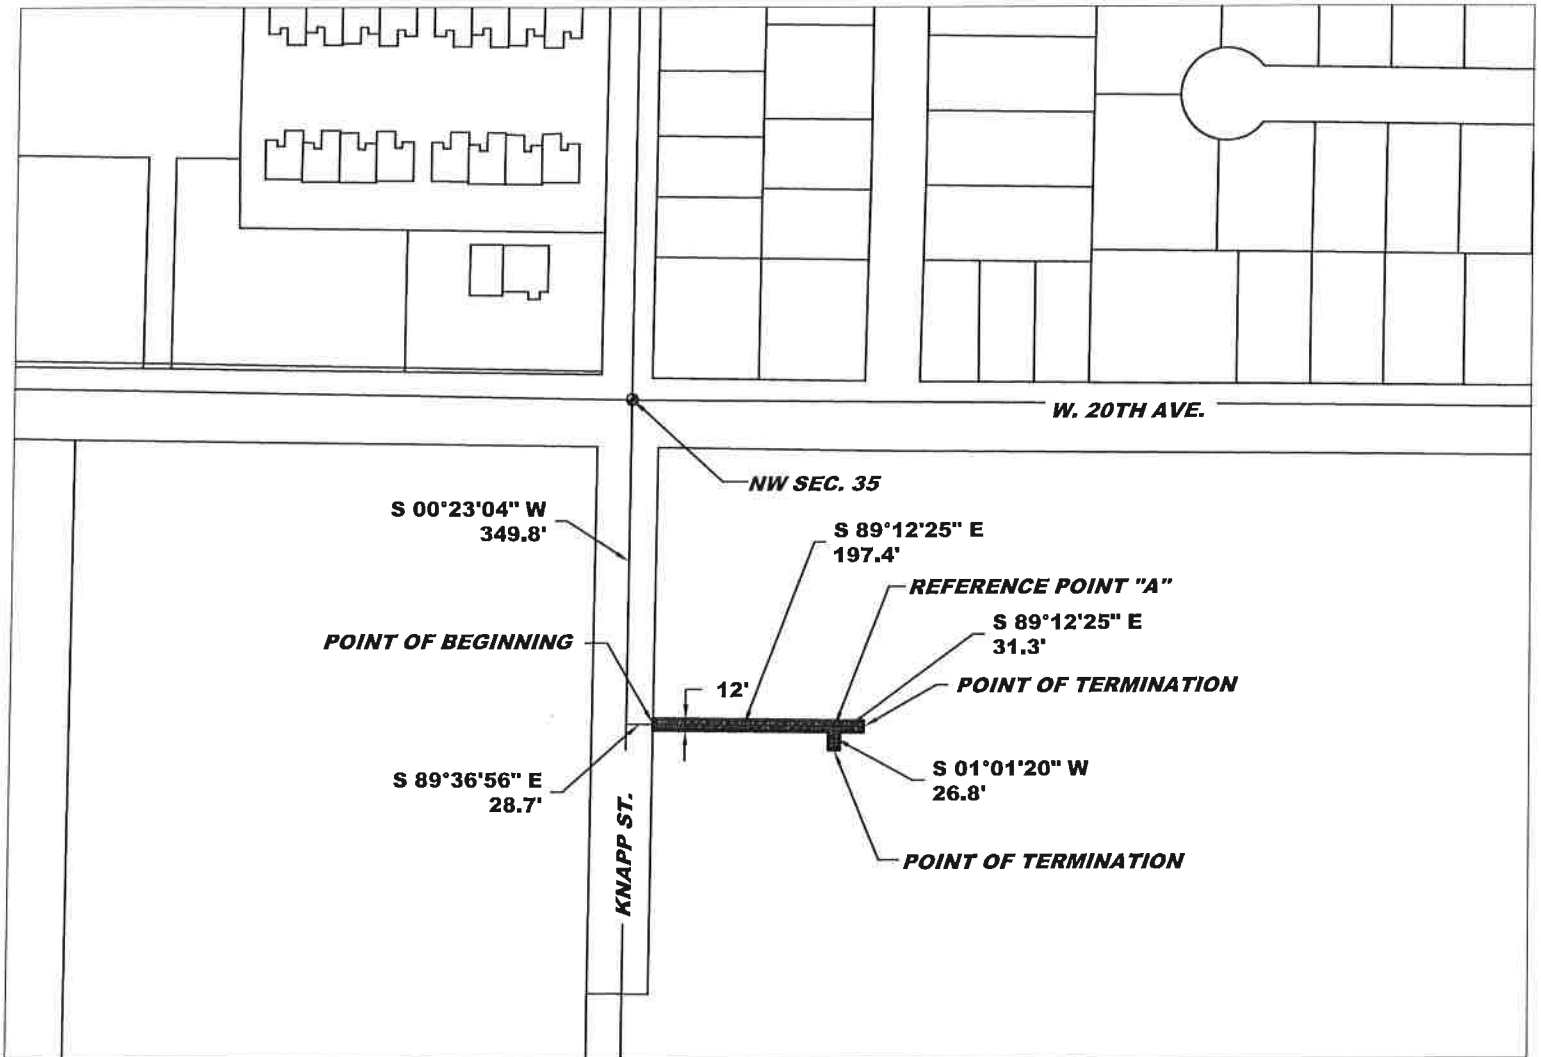 W. 20TH AVE.
NW SEC. 35
S 00°23'04" W
349.8'
S 89°12'25" E
197.4'
REFERENCE POINT "A"
S 89°12'25" E
31.3'
POINT OF BEGINNING
12'
POINT OF TERMINATION
S 89°36'56" E
28.7'
S 01°01'20" W
26.8'
KNAPP ST.
POINT OF TERMINATION